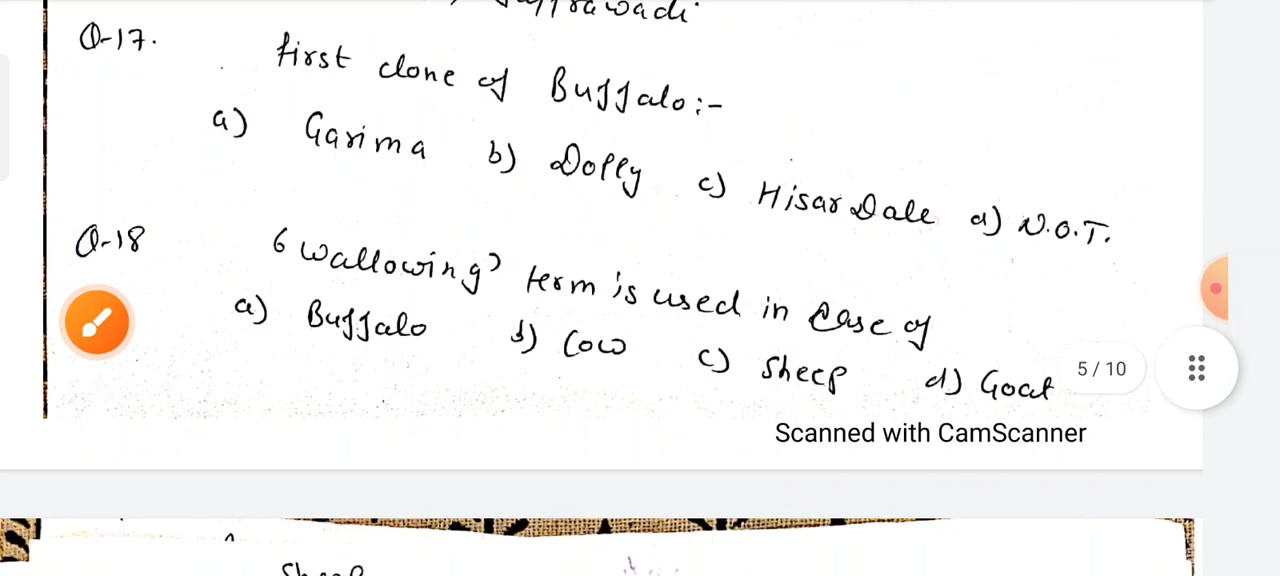 Q-17.
First clone of Buffalo:-
a) Garima b) Dolly c) Hisar Dale d) N.O.T.
Q-18
'Wallowing' term is used in Case of
a) Buffalo b) Cow c) Sheep d) Goat
5 / 10
Scanned with CamScanner
Sheep